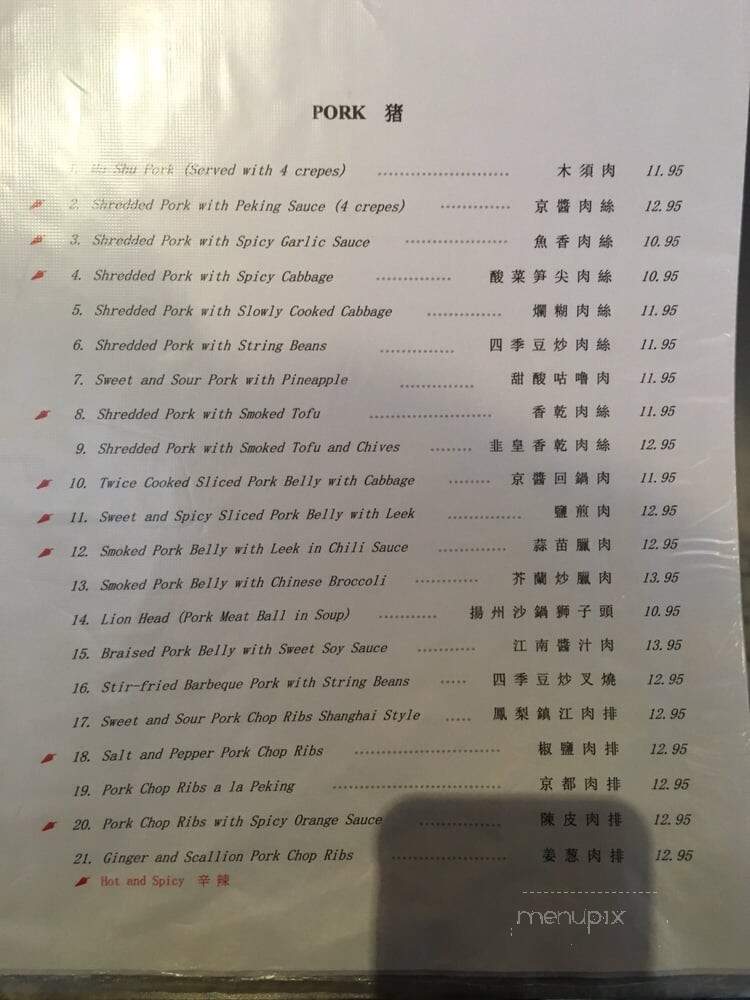 PORK 猪
1. Mu Shu Pork (Served with 4 crepes) 木須肉 11.95
2. Shredded Pork with Peking Sauce (4 crepes) 京醬肉絲 12.95
3. Shredded Pork with Spicy Garlic Sauce 魚香肉絲 10.95
4. Shredded Pork with Spicy Cabbage 酸菜笋尖肉絲 10.95
5. Shredded Pork with Slowly Cooked Cabbage 爛糊肉絲 11.95
6. Shredded Pork with String Beans 四季豆炒肉絲 11.95
7. Sweet and Sour Pork with Pineapple 甜酸咕嚕肉 11.95
8. Shredded Pork with Smoked Tofu 香乾肉絲 11.95
9. Shredded Pork with Smoked Tofu and Chives 韭皇香乾肉絲 12.95
10. Twice Cooked Sliced Pork Belly with Cabbage 京醬回鍋肉 11.95
11. Sweet and Spicy Sliced Pork Belly with Leek 鹽煎肉 12.95
12. Smoked Pork Belly with Leek in Chili Sauce 蒜苗臘肉 12.95
13. Smoked Pork Belly with Chinese Broccoli 芥蘭炒臘肉 13.95
14. Lion Head (Pork Meat Ball in Soup) 揚州沙鍋獅子頭 10.95
15. Braised Pork Belly with Sweet Soy Sauce 江南醬汁肉 13.95
16. Stir-fried Barbeque Pork with String Beans 四季豆炒叉燒 12.95
17. Sweet and Sour Pork Chop Ribs Shanghai Style 鳳梨鎮江肉排 12.95
18. Salt and Pepper Pork Chop Ribs 椒鹽肉排 12.95
19. Pork Chop Ribs a la Peking 京都肉排 12.95
20. Pork Chop Ribs with Spicy Orange Sauce 陳皮肉排 12.95
21. Ginger and Scallion Pork Chop Ribs 姜葱肉排 12.95
Hot and Spicy 辛辣
menupix